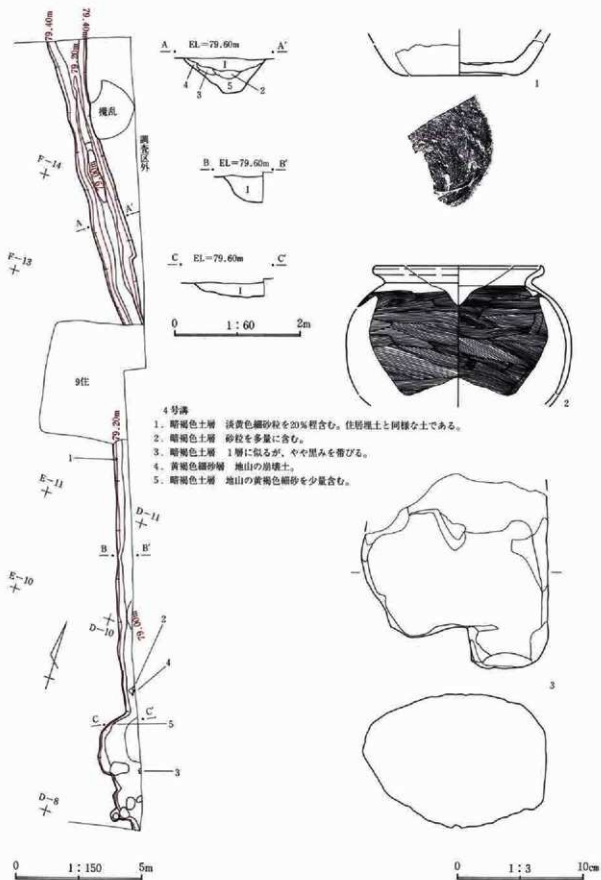 79.40m
79.20m
79.40m
79.00m
攪乱
調査区外
F-14
A
A'
F-13
9住
79.20m
1
E-11
D-11
B
B'
E-10
D-10
79.00m
2
4
C
C'
5
3
D-8
0 1:150 5m
A EL=79.60m A'
1
4
3
5
2
B EL=79.60m B'
1
C EL=79.60m C'
1
0 1:60 2m
4号溝
1. 暗褐色土層 淡黄色細砂粒を20%程含む。住居埋土と同様な土である。
2. 暗褐色土層 砂粒を多量に含む。
3. 暗褐色土層 1層に似るが、やや黒みを帯びる。
4. 黄褐色細砂層 地山の崩壊土。
5. 暗褐色土層 地山の黄褐色細砂を少量含む。
1
2
3
0 1:3 10cm